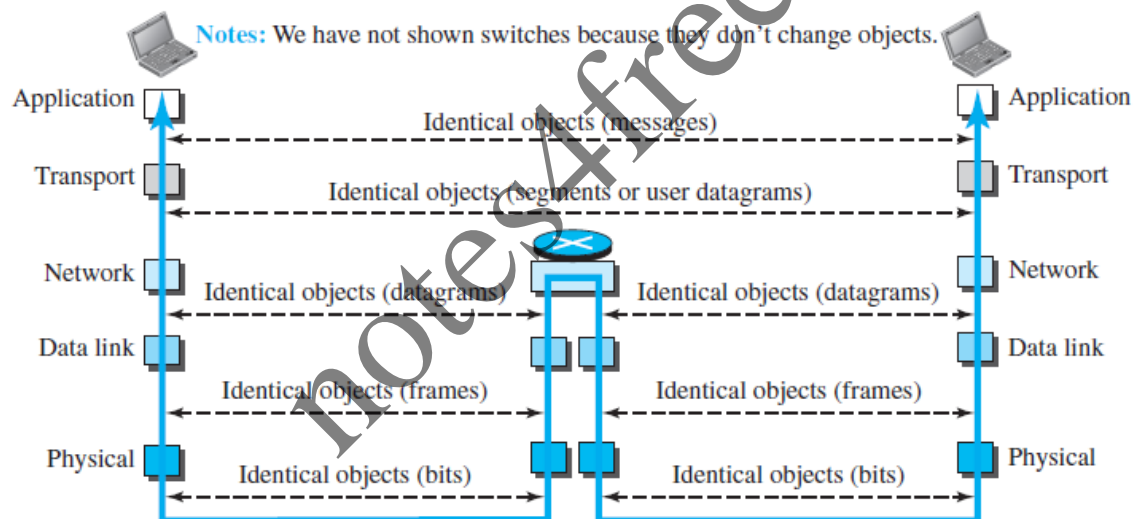 Notes: We have not shown switches because they don't change objects.
Application
Application
Identical objects (messages)
Transport
Transport
Identical objects (segments or user datagrams)
Network
Network
Identical objects (datagrams)
Identical objects (datagrams)
Data link
Data link
Identical objects (frames)
Identical objects (frames)
Physical
Physical
Identical objects (bits)
Identical objects (bits)
notes4free